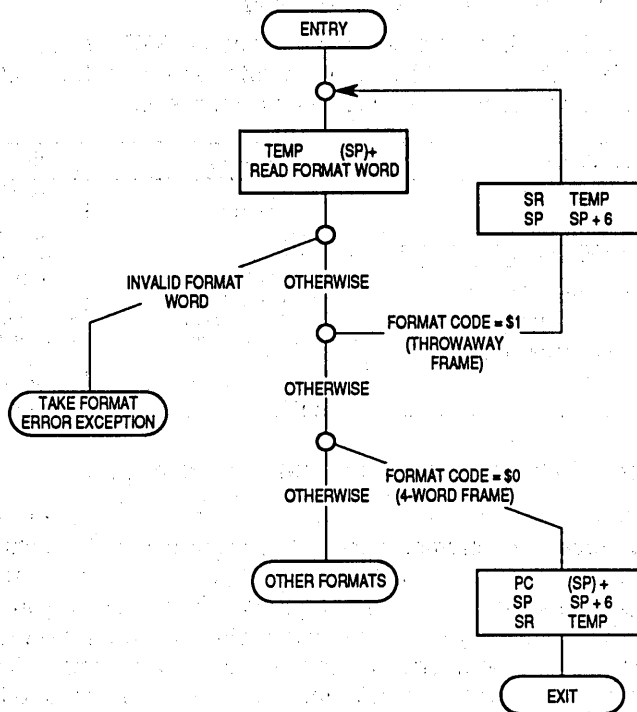 ENTRY
TEMP (SP)+
READ FORMAT WORD
SR TEMP
SP SP + 6
INVALID FORMAT
WORD
OTHERWISE
FORMAT CODE = $1
(THROWAWAY
FRAME)
TAKE FORMAT
ERROR EXCEPTION
OTHERWISE
FORMAT CODE = $0
(4-WORD FRAME)
OTHERWISE
OTHER FORMATS
PC (SP) +
SP SP + 6
SR TEMP
EXIT